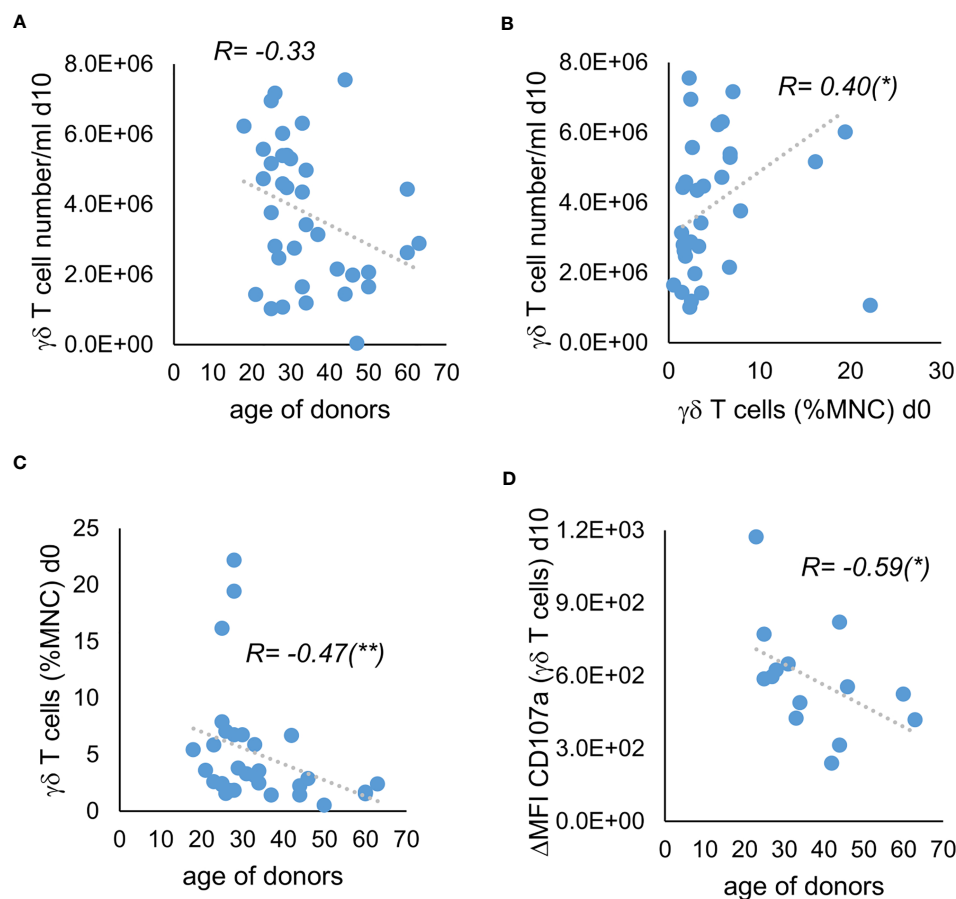 A
R= -0.33
γδ T cell number/ml d10
8.0E+06
6.0E+06
4.0E+06
2.0E+06
0.0E+00
0 10 20 30 40 50 60 70
age of donors
B
R= 0.40(*)
γδ T cell number/ml d10
8.0E+06
6.0E+06
4.0E+06
2.0E+06
0.0E+00
0 10 20 30
γδ T cells (%MNC) d0
C
R= -0.47(**)
γδ T cells (%MNC) d0
25
20
15
10
5
0
0 10 20 30 40 50 60 70
age of donors
D
R= -0.59(*)
ΔMFI CD107a (γδ T cells) d10
1.2E+03
9.0E+02
6.0E+02
3.0E+02
0.0E+00
0 10 20 30 40 50 60 70
age of donors